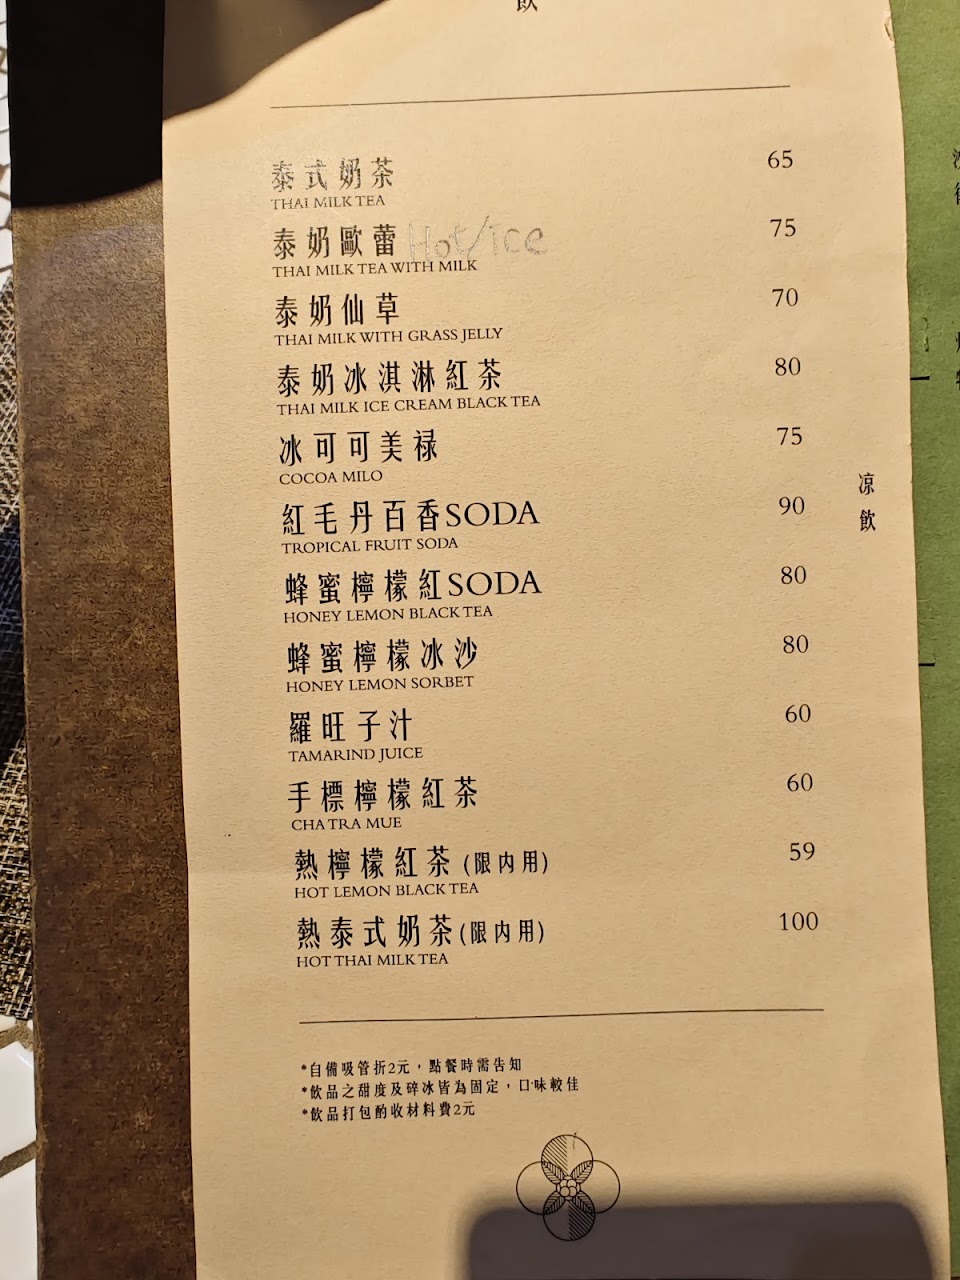 飲
泰式奶茶 65
THAI MILK TEA
泰奶歐蕾 Hot/ice 75
THAI MILK TEA WITH MILK
泰奶仙草 70
THAI MILK WITH GRASS JELLY
泰奶冰淇淋紅茶 80
THAI MILK ICE CREAM BLACK TEA
冰可可美禄 75
COCOA MILO
紅毛丹百香SODA 90
TROPICAL FRUIT SODA
蜂蜜檸檬紅SODA 80
HONEY LEMON BLACK TEA
蜂蜜檸檬冰沙 80
HONEY LEMON SORBET
羅旺子汁 60
TAMARIND JUICE
手標檸檬紅茶 60
CHA TRA MUE
熱檸檬紅茶 (限内用) 59
HOT LEMON BLACK TEA
熱泰式奶茶(限内用) 100
HOT THAI MILK TEA
凉飲
*自備吸管折2元，點餐時需告知
*飲品之甜度及碎冰皆為固定，口味較佳
*飲品打包酌收材料費2元